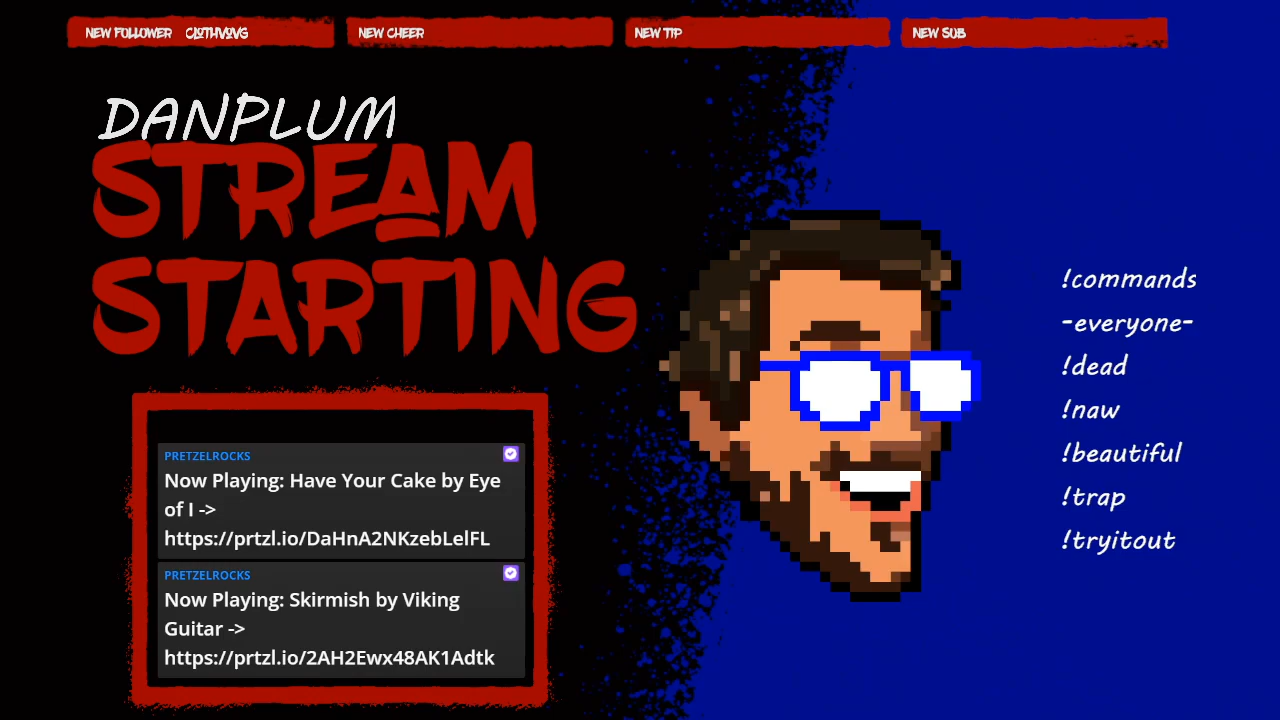 NEW FOLLOWER CLOTHVSVG
NEW CHEER
NEW TIP
NEW SUB
DANPLUM
STREAM
STARTING
PRETZELROCKS
Now Playing: Have Your Cake by Eye
of I ->
https://prtzl.io/DaHnA2NKzebLelFL
PRETZELROCKS
Now Playing: Skirmish by Viking
Guitar ->
https://prtzl.io/2AH2Ewx48AK1Adtk
!commands
-everyone-
!dead
!naw
!beautiful
!trap
!tryitout